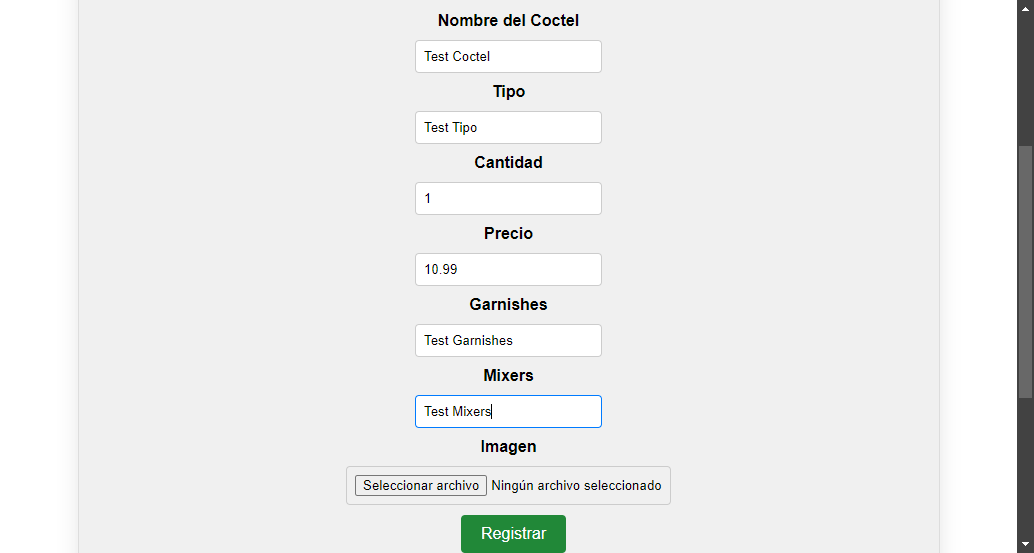 Nombre del Coctel
Test Coctel
Tipo
Test Tipo
Cantidad
1
Precio
10.99
Garnishes
Test Garnishes
Mixers
Test Mixers
Imagen
Seleccionar archivo Ningún archivo seleccionado
Registrar